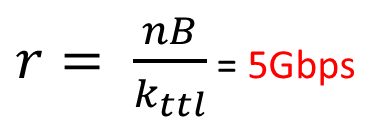 r = nB / k_ttl = 5Gbps